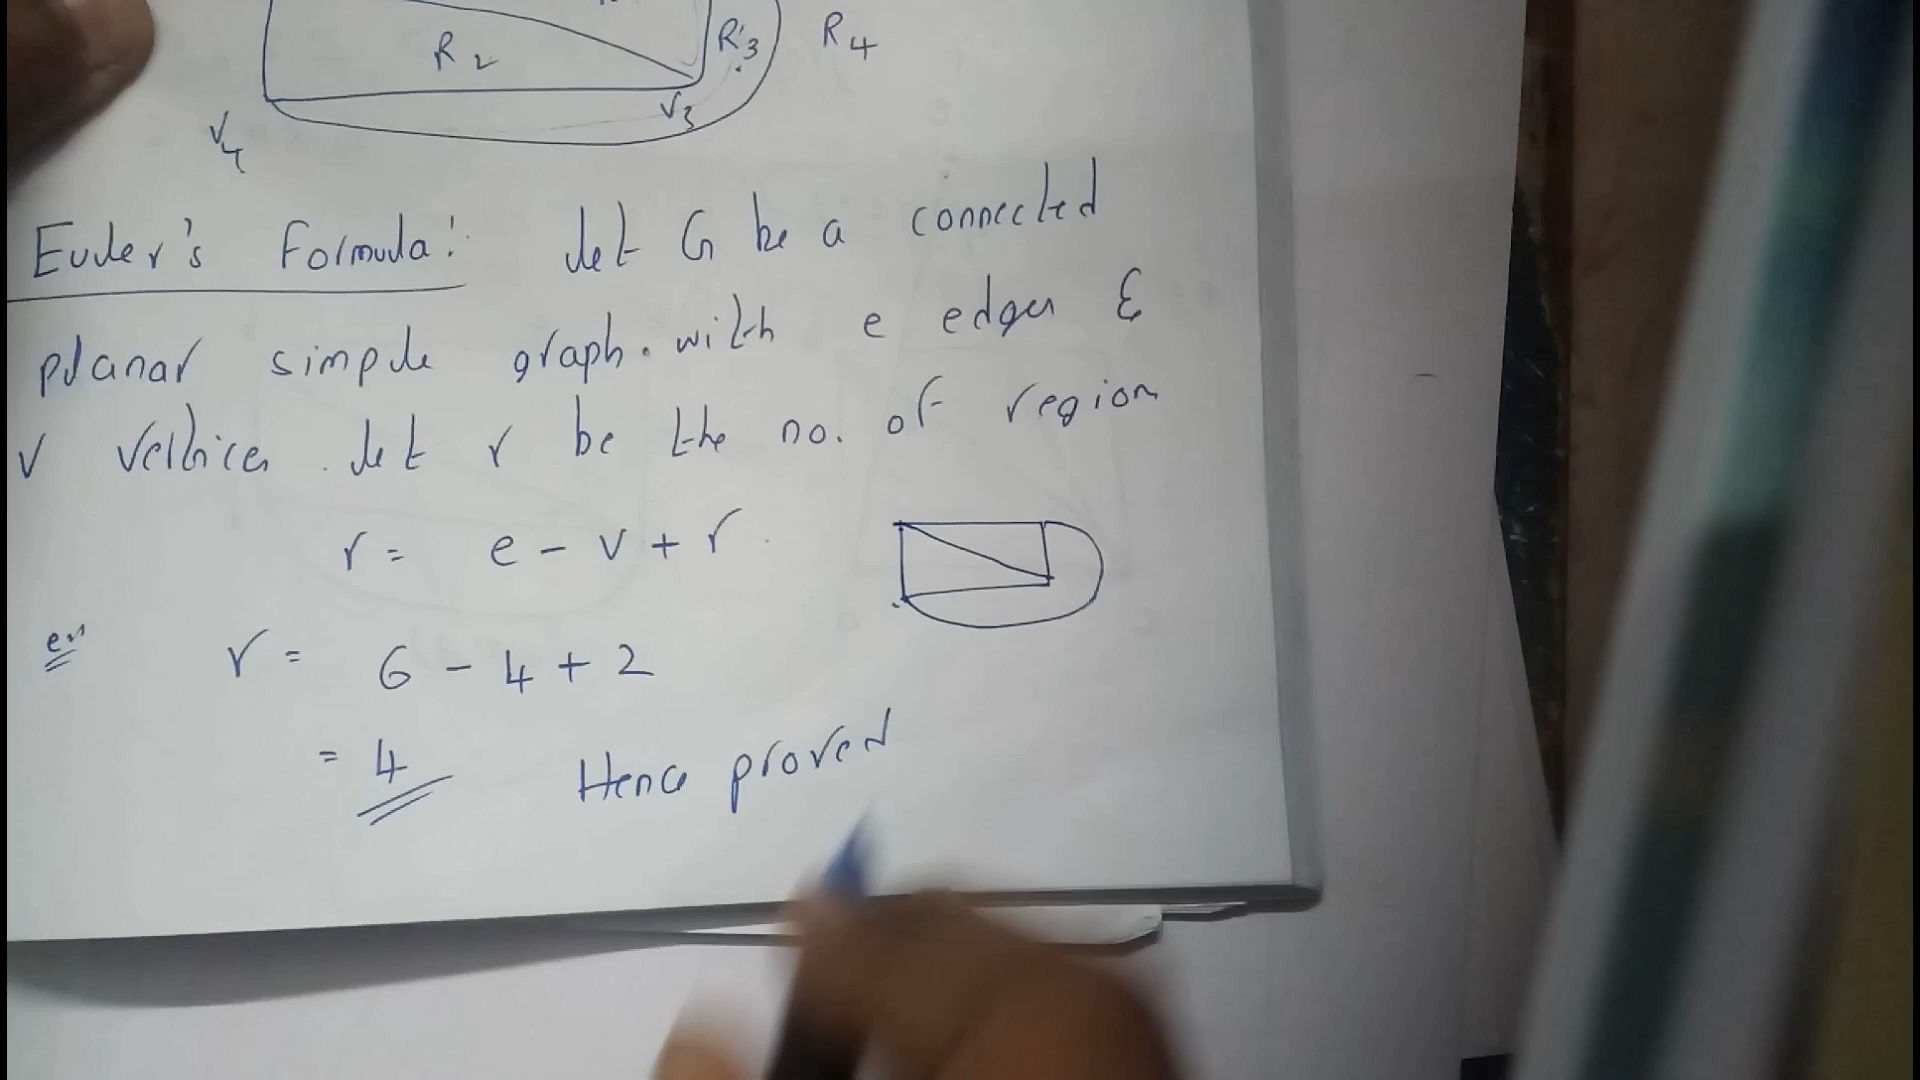 R2 R3 R4
V3
V4
Euler's Formula: Let G be a connected
planar simple graph. with e edges &
v vertices. Let r be the no. of region
r = e - v + r
ex r = 6 - 4 + 2
= 4 Hence proved